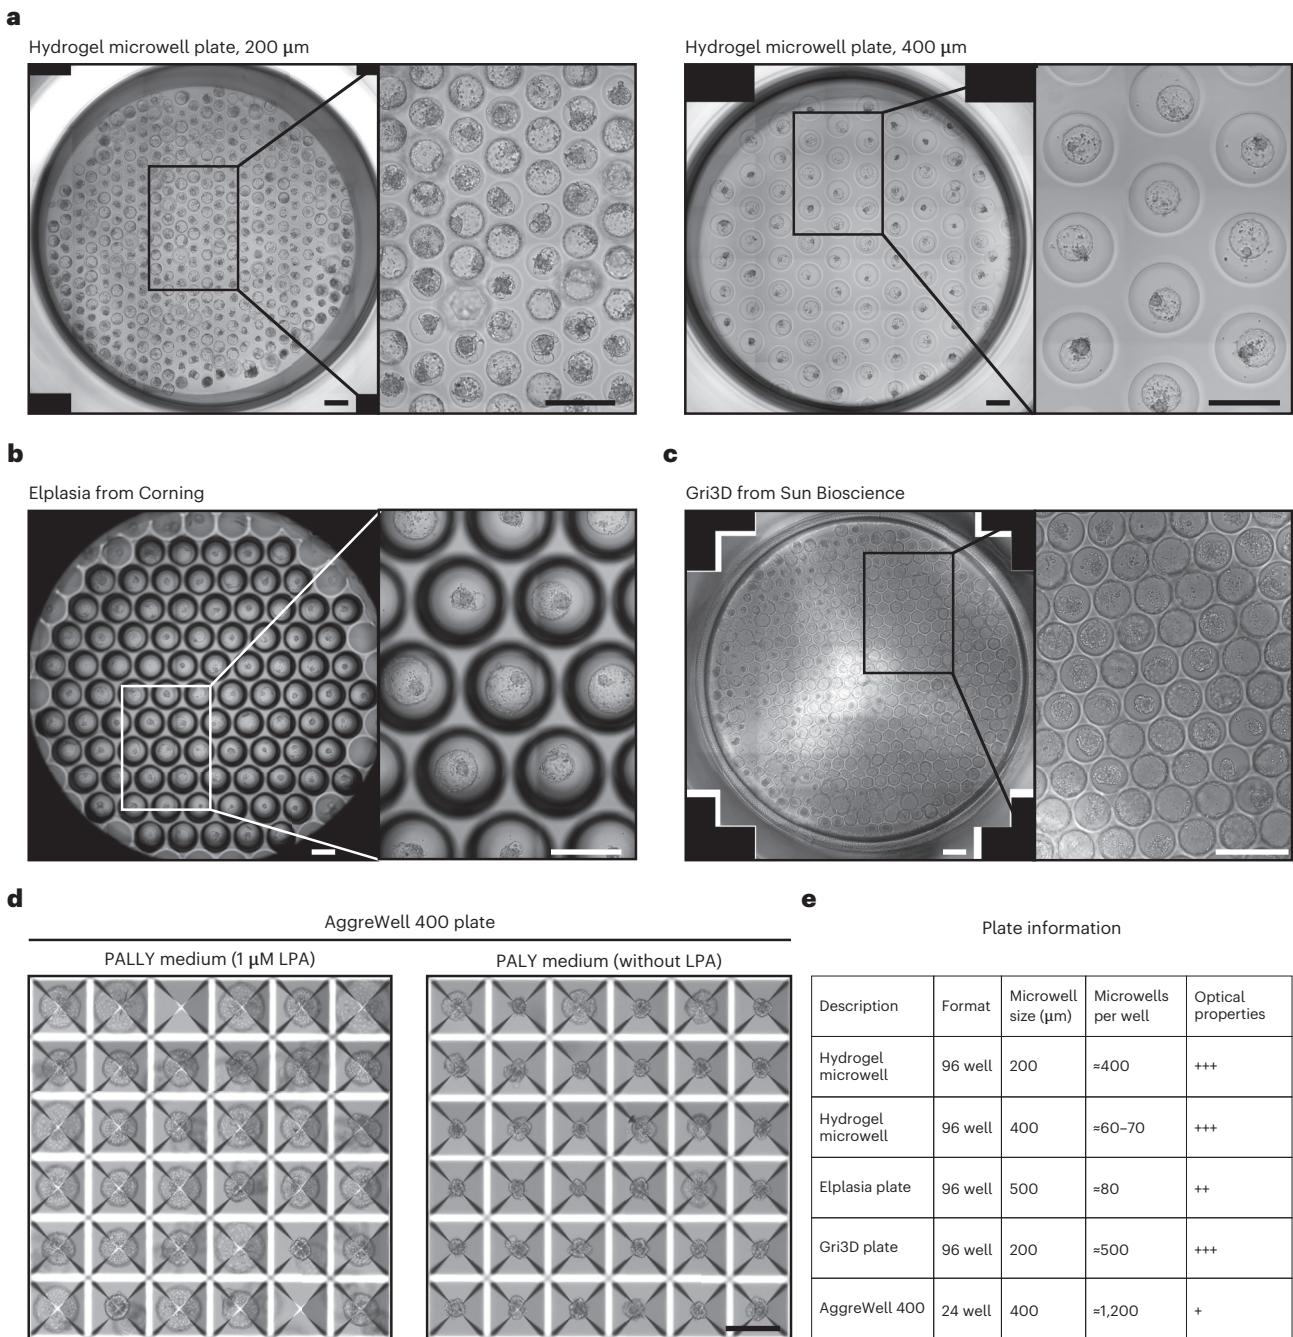 a
Hydrogel microwell plate, 200 μm
Hydrogel microwell plate, 400 μm
b
Elplasia from Corning
c
Gri3D from Sun Bioscience
d
AggreWell 400 plate
PALLY medium (1 μM LPA)
PALY medium (without LPA)
e
Plate information
Description
Format
Microwell
size (μm)
Microwells
per well
Optical
properties
Hydrogel
microwell
96 well
200
≈400
+++
Hydrogel
microwell
96 well
400
≈60–70
+++
Elplasia plate
96 well
500
≈80
++
Gri3D plate
96 well
200
≈500
+++
AggreWell 400
24 well
400
≈1,200
+